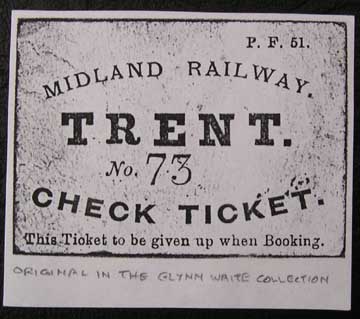 P. F. 51.
MIDLAND RAILWAY.
TRENT.
No. 73
CHECK TICKET.
This Ticket to be given up when Booking.
ORIGINAL IN THE GLYNN WAITE COLLECTION